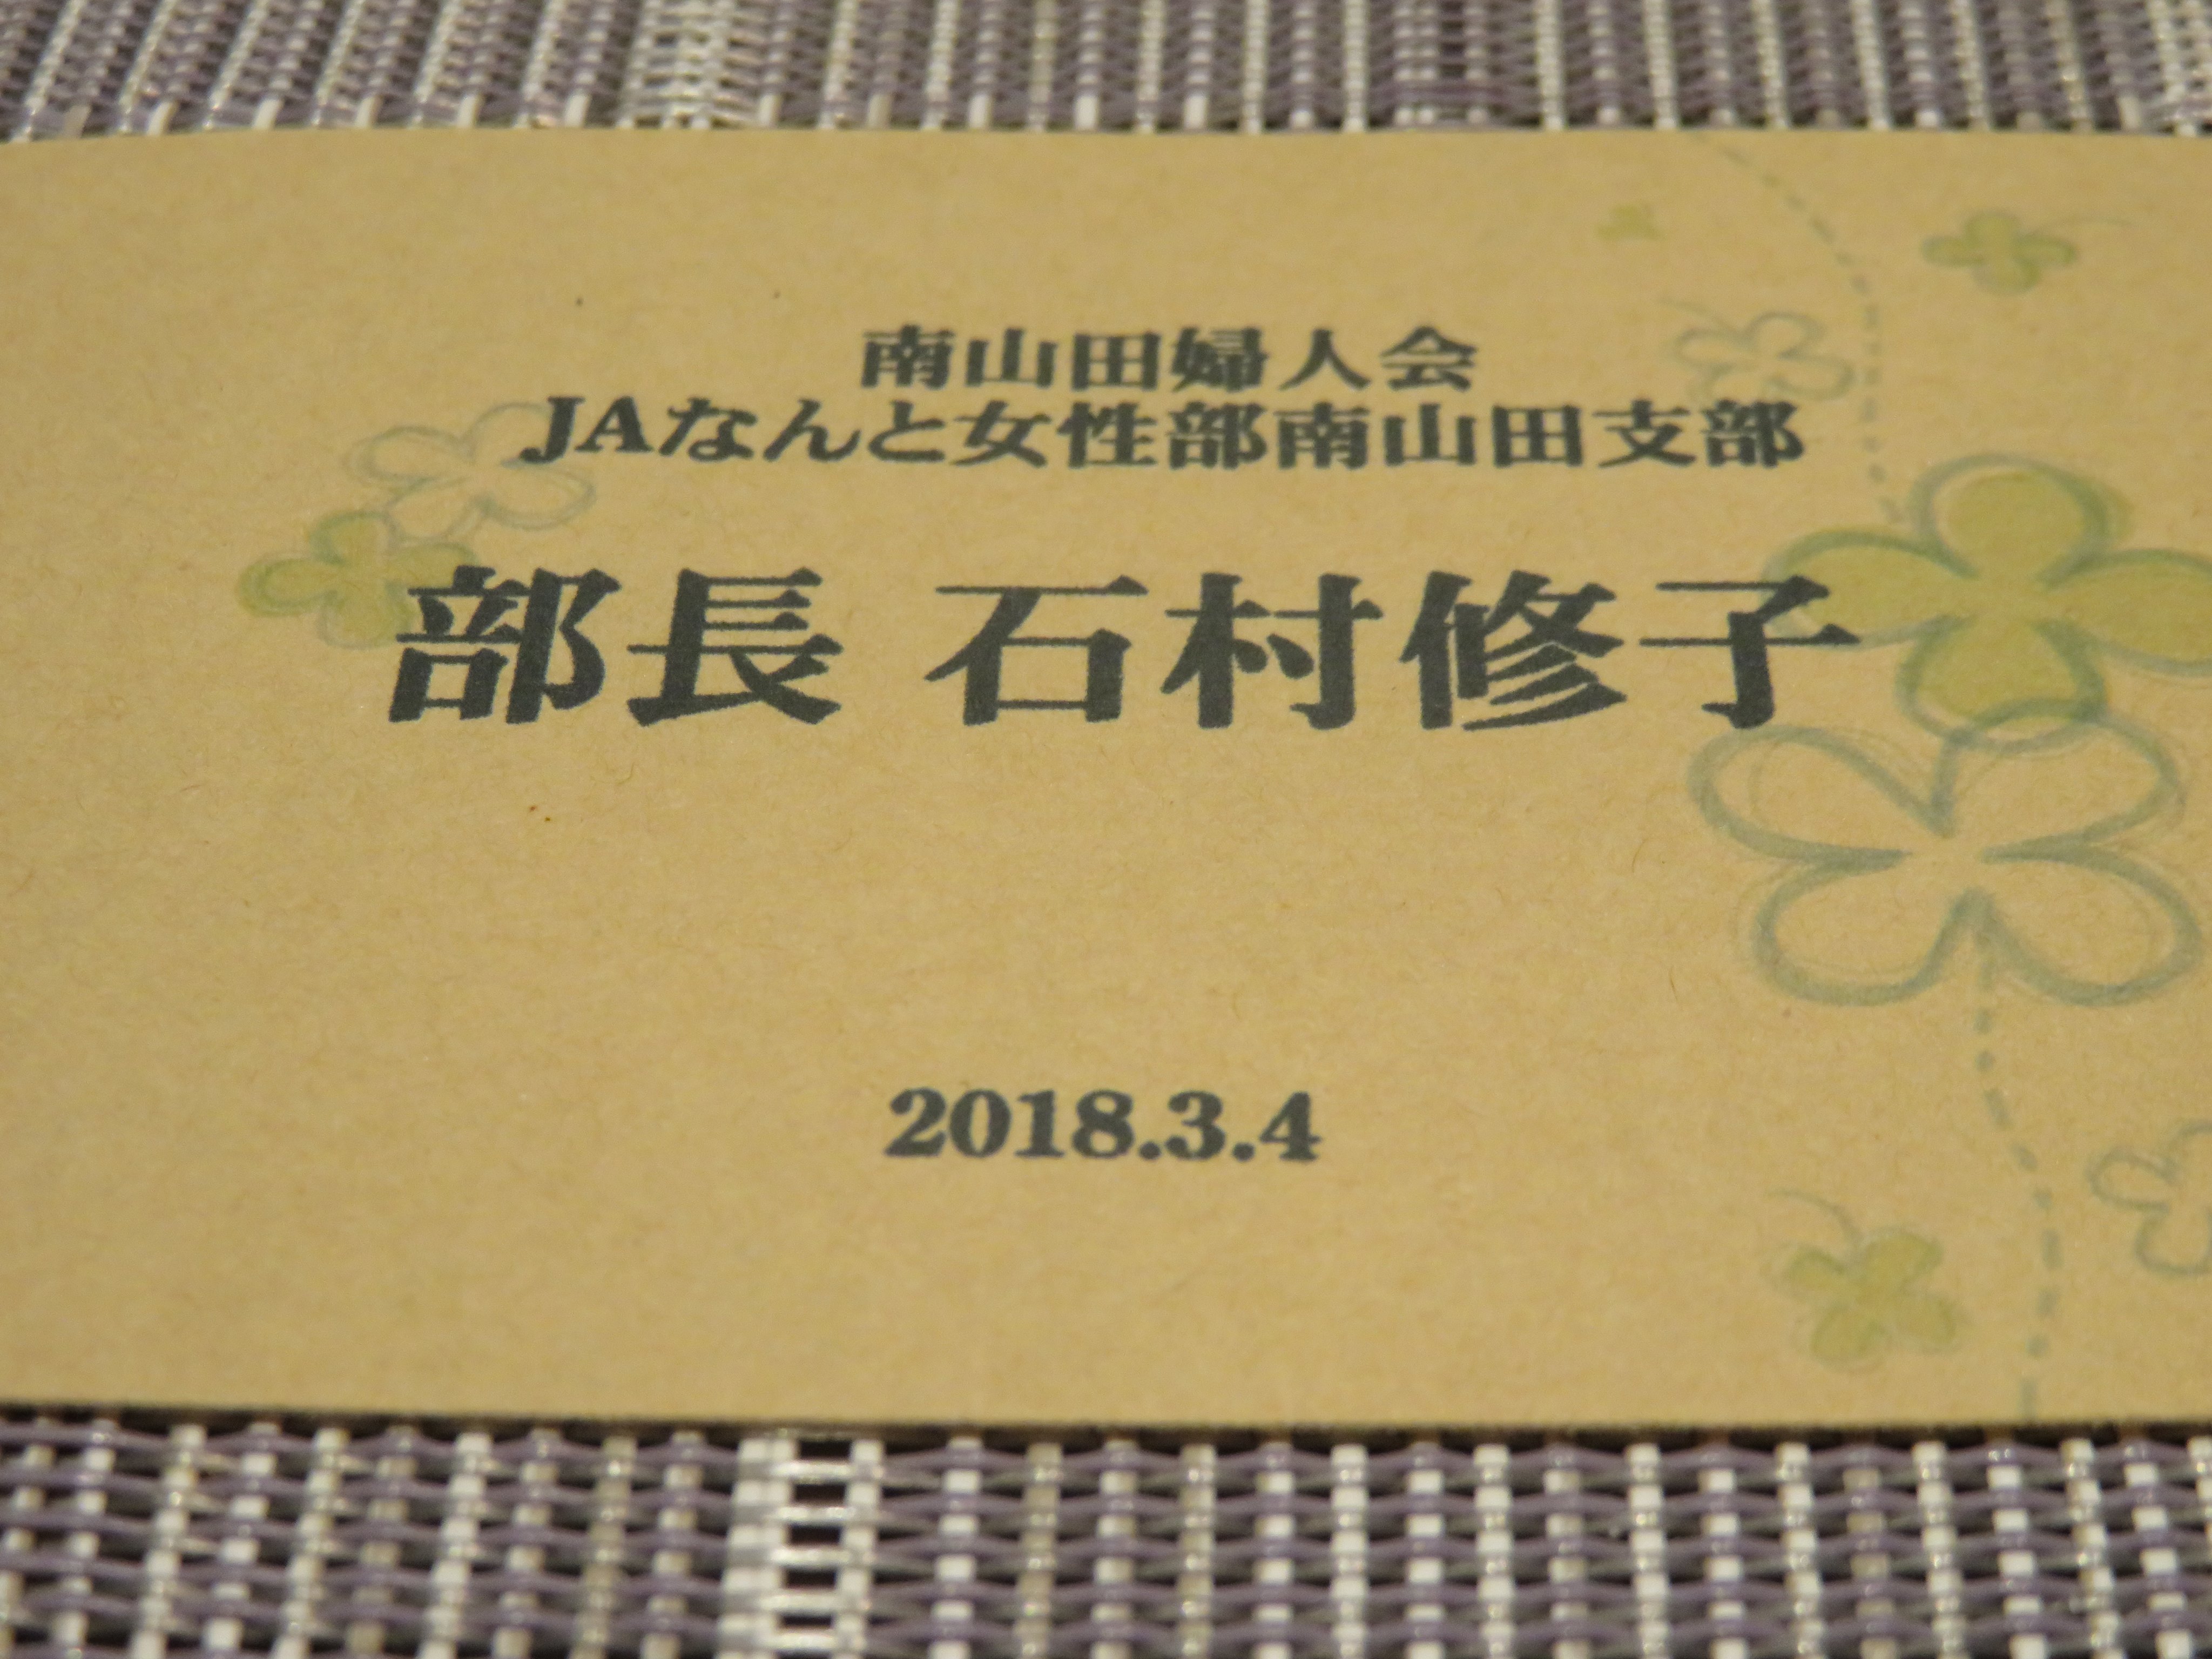 南山田婦人会
JAなんと女性部南山田支部
部長 石村修子
2018.3.4